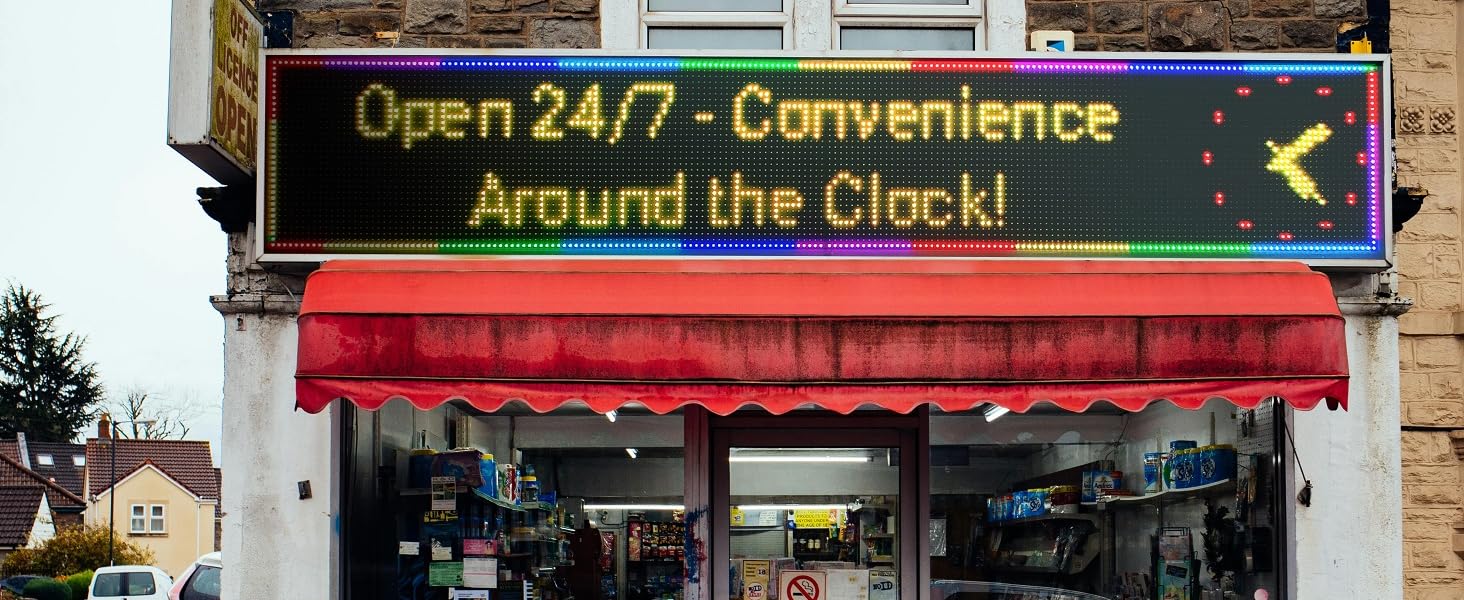 OFF
LICENCE
OPEN
Open 24/7 - Convenience
Around the Clock!